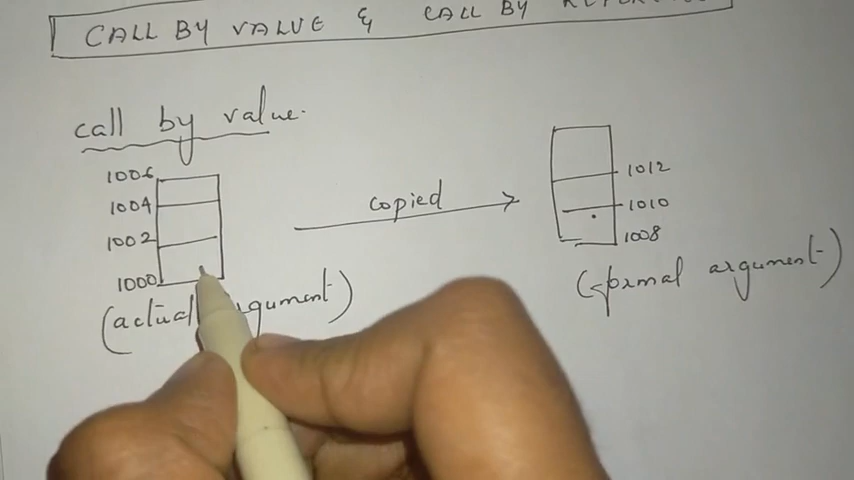 CALL BY VALUE & CALL BY
call by value.
1006
1004
1002
1000
copied
1012
1010
1008
(actual argument)
(formal argument)